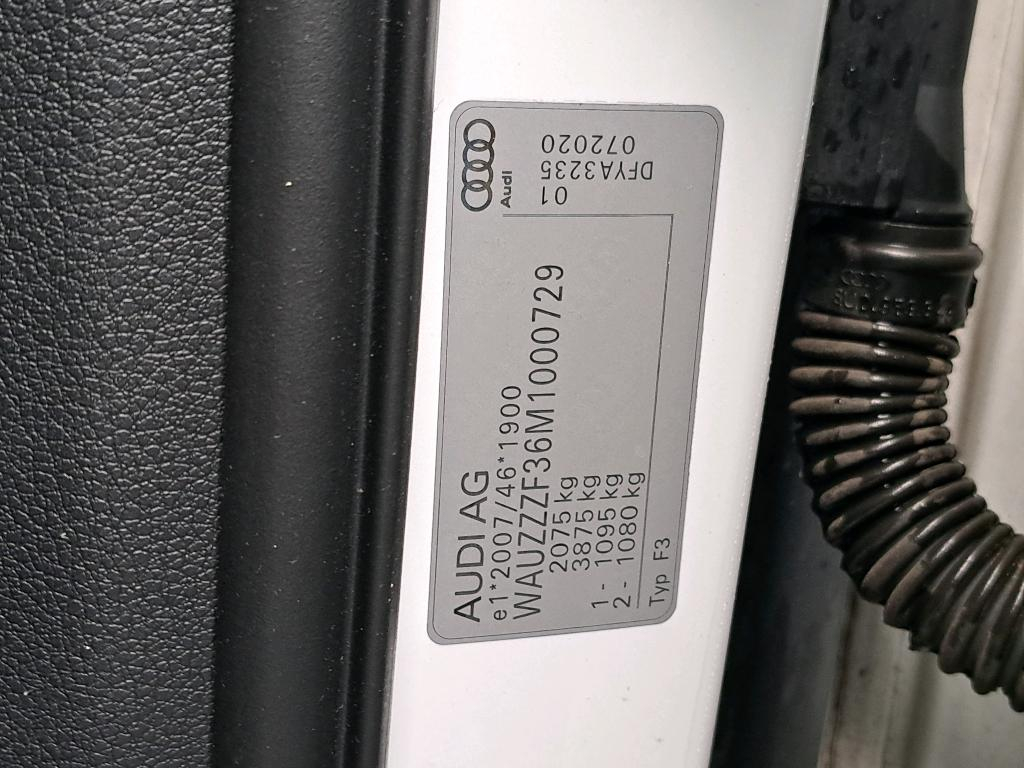 AUDI AG
e1*2007/46*1900
WAUZZZF36M1000729
2075 kg
3875 kg
1 - 1095 kg
2 - 1080 kg
Typ F3
Audi
01
DFYA3235
072020